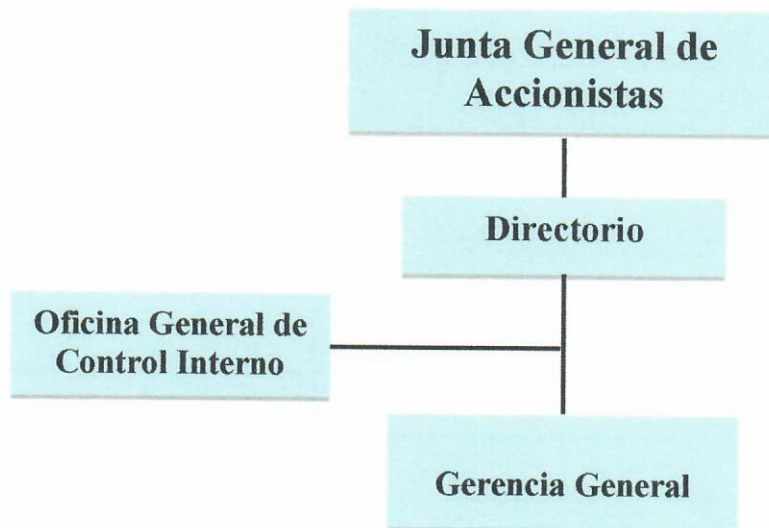 Junta General de
Accionistas
Directorio
Oficina General de
Control Interno
Gerencia General